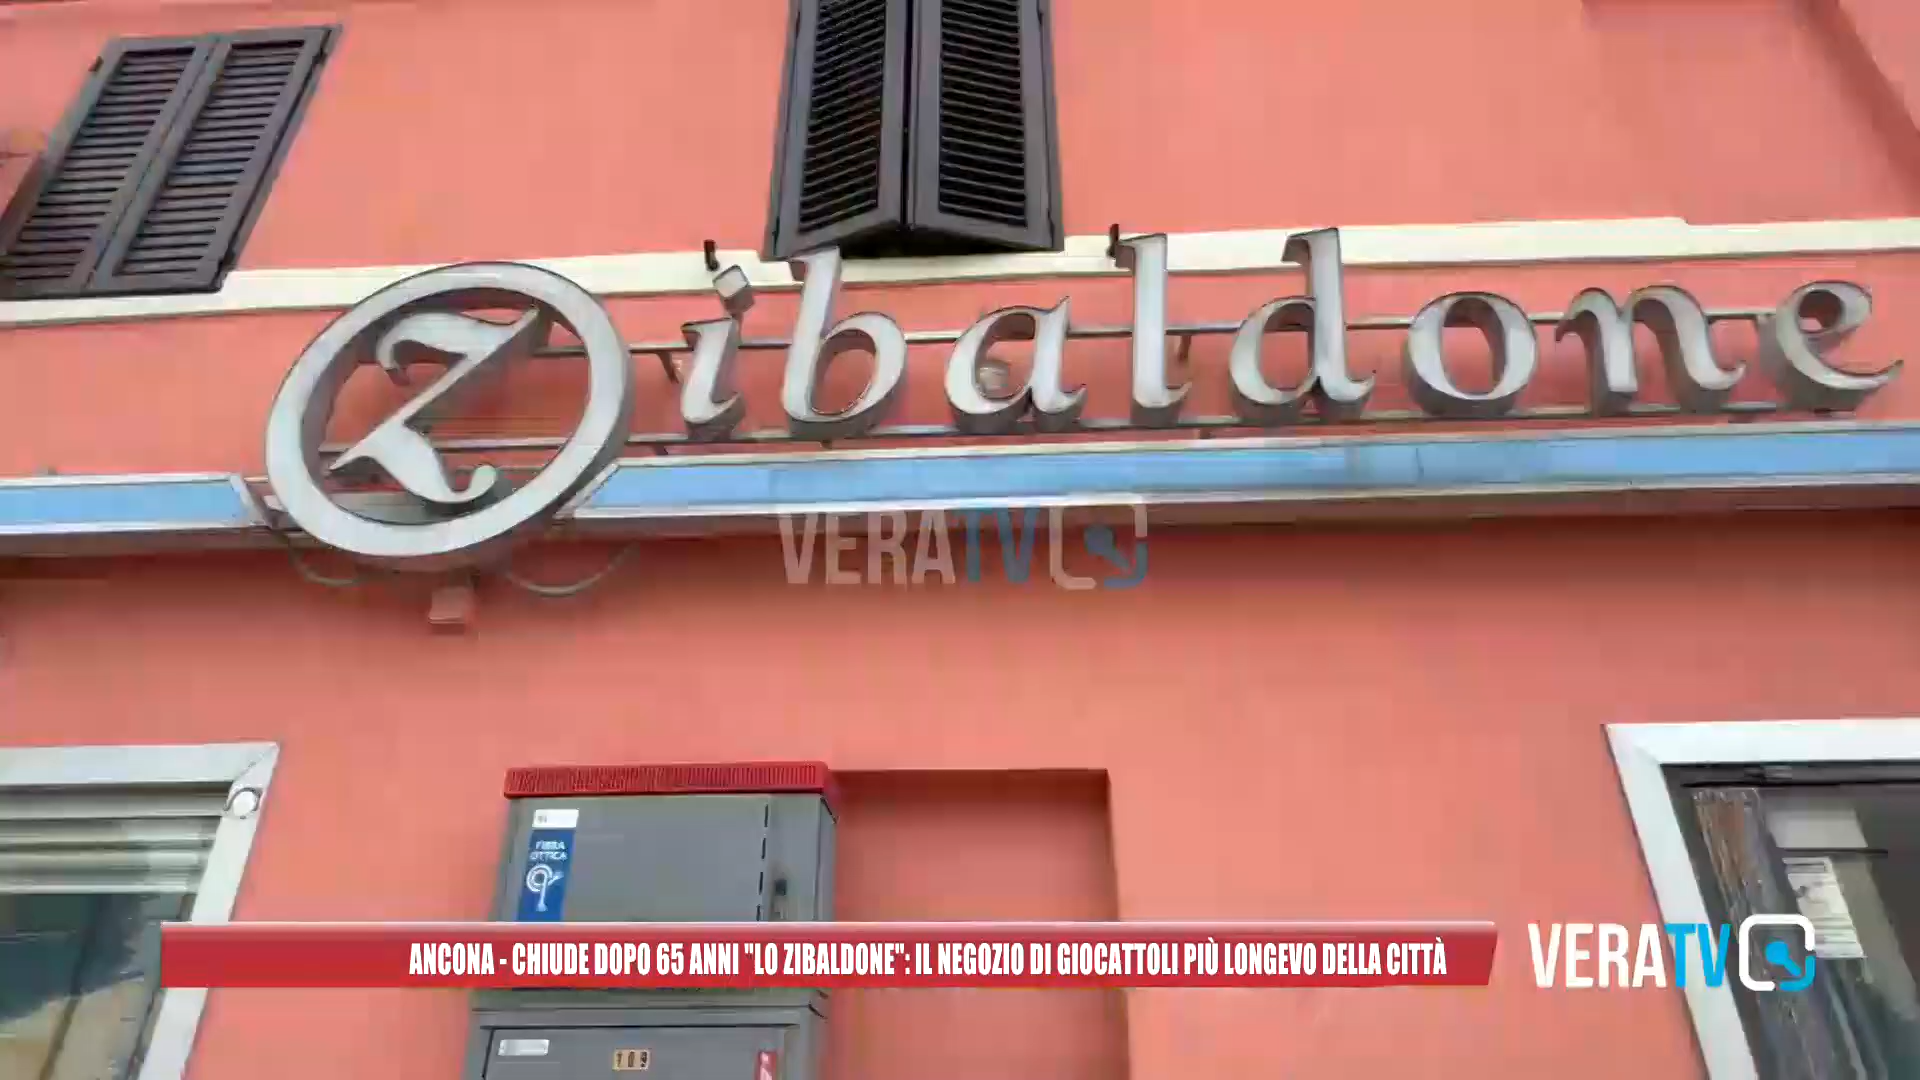 Zibaldone
VERATV
FIBRA
OTTICA
ANCONA - CHIUDE DOPO 65 ANNI "LO ZIBALDONE": IL NEGOZIO DI GIOCATTOLI PIÙ LONGEVO DELLA CITTÀ
VERATV
109